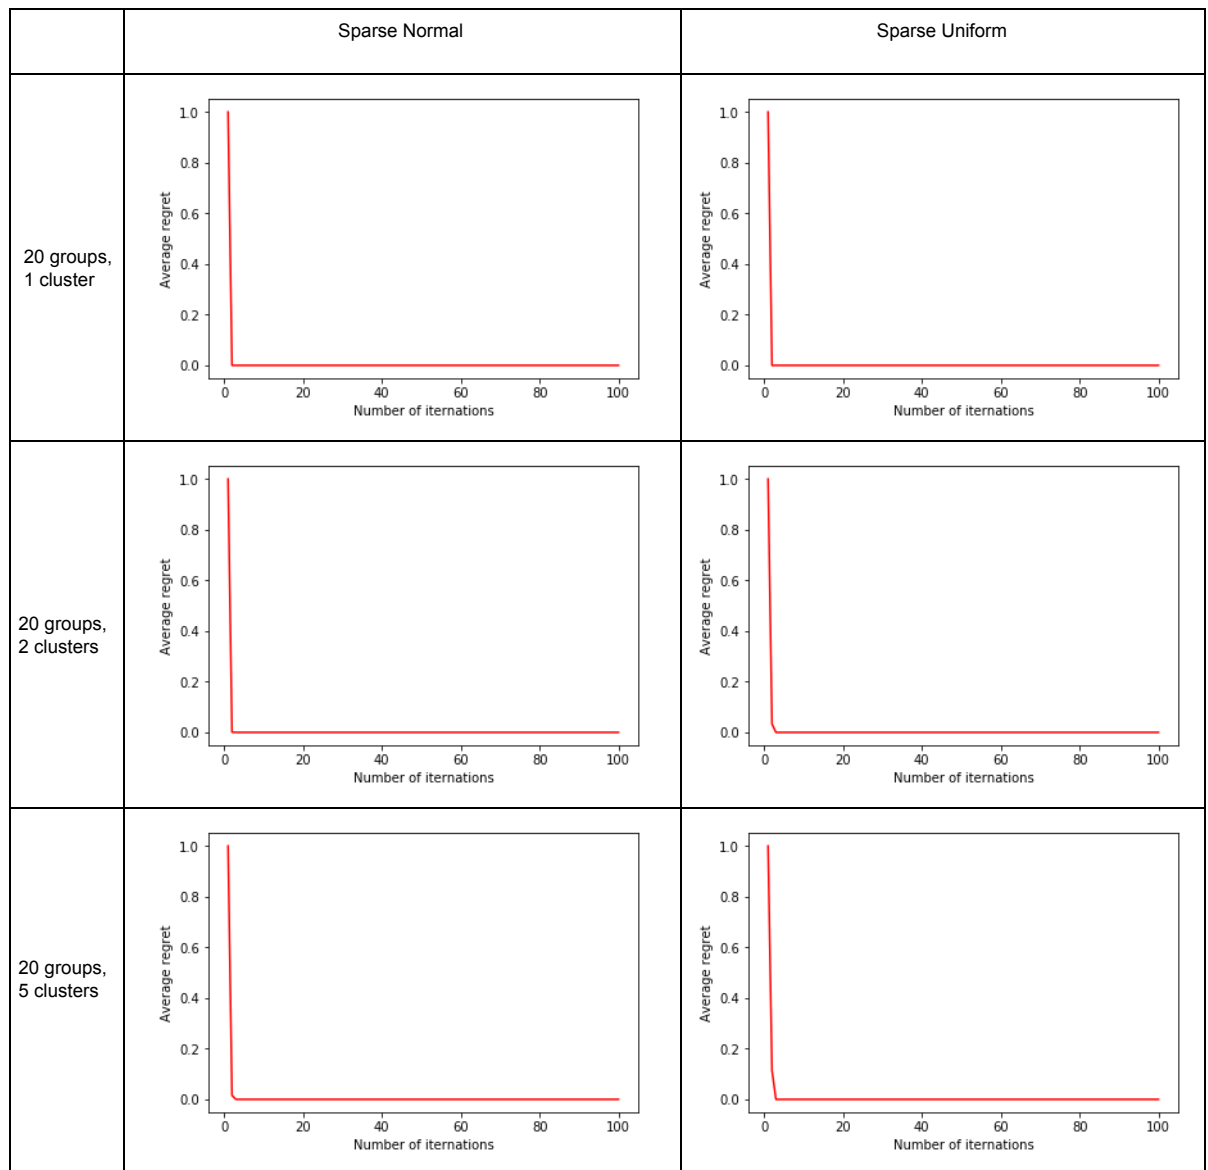 Sparse Normal
Sparse Uniform
20 groups,
1 cluster
1.0
0.8
0.6
0.4
0.2
0.0
Average regret
0 20 40 60 80 100
Number of iternations
1.0
0.8
0.6
0.4
0.2
0.0
Average regret
0 20 40 60 80 100
Number of iternations
20 groups,
2 clusters
1.0
0.8
0.6
0.4
0.2
0.0
Average regret
0 20 40 60 80 100
Number of iternations
1.0
0.8
0.6
0.4
0.2
0.0
Average regret
0 20 40 60 80 100
Number of iternations
20 groups,
5 clusters
1.0
0.8
0.6
0.4
0.2
0.0
Average regret
0 20 40 60 80 100
Number of iternations
1.0
0.8
0.6
0.4
0.2
0.0
Average regret
0 20 40 60 80 100
Number of iternations